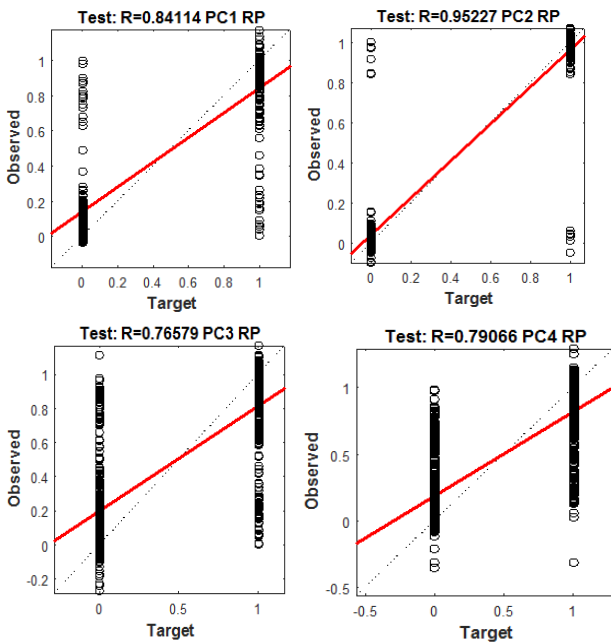 Test: R=0.84114 PC1 RP
Observed
1
0.8
0.6
0.4
0.2
0
0 0.2 0.4 0.6 0.8 1
Target
Test: R=0.95227 PC2 RP
Observed
1
0.8
0.6
0.4
0.2
0
0 0.2 0.4 0.6 0.8 1
Target
Test: R=0.76579 PC3 RP
Observed
1
0.8
0.6
0.4
0.2
0
-0.2
0 0.5 1
Target
Test: R=0.79066 PC4 RP
Observed
1
0.5
0
-0.5
-0.5 0 0.5 1
Target